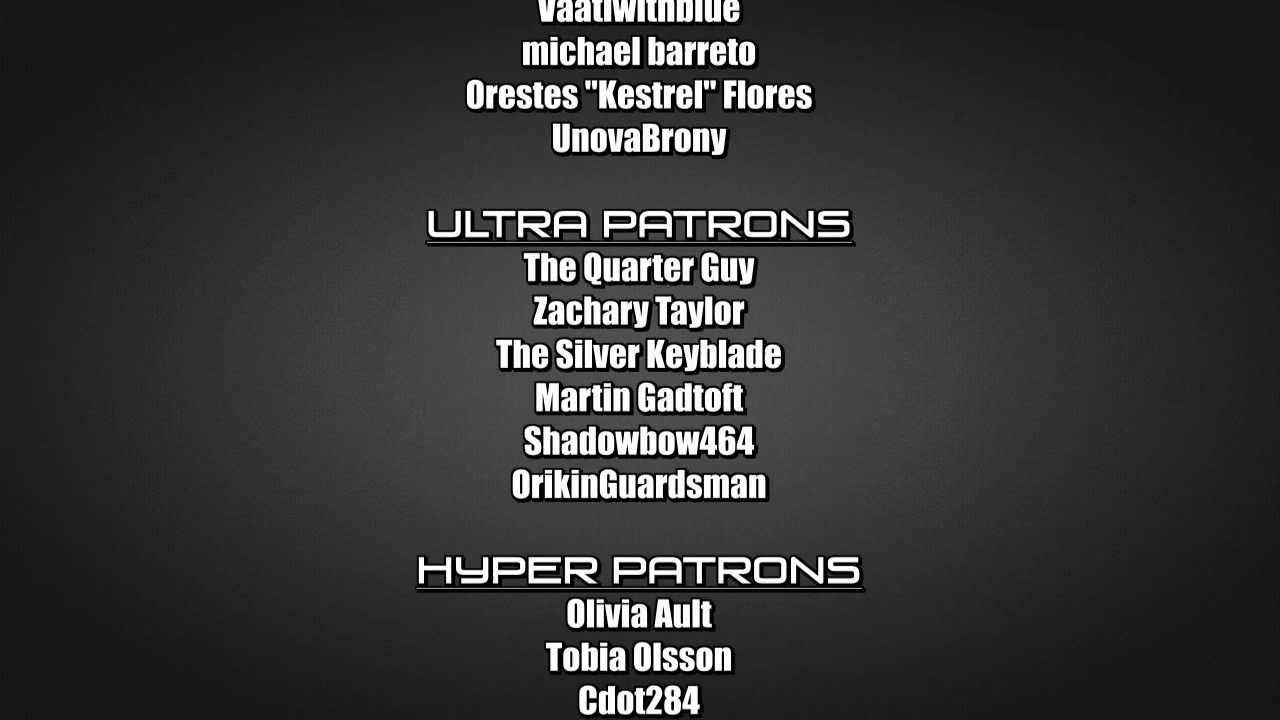 Vaatiwithblue
michael barreto
Orestes "Kestrel" Flores
UnovaBrony
ULTRA PATRONS
The Quarter Guy
Zachary Taylor
The Silver Keyblade
Martin Gadtoft
Shadowbow464
OrikinGuardsman
HYPER PATRONS
Olivia Ault
Tobia Olsson
Cdot284